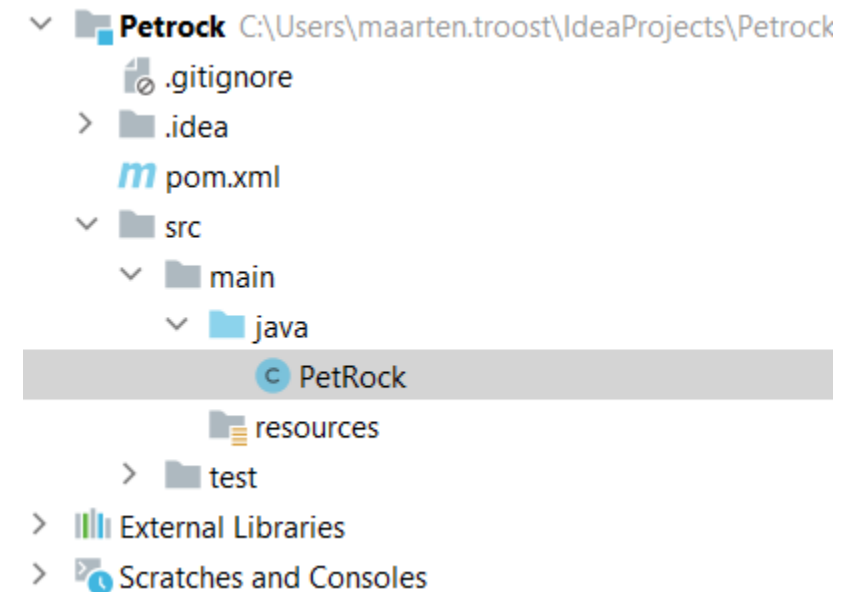 Petrock C:\Users\maarten.troost\IdeaProjects\Petrock
.gitignore
.idea
pom.xml
src
main
java
PetRock
resources
test
External Libraries
Scratches and Consoles